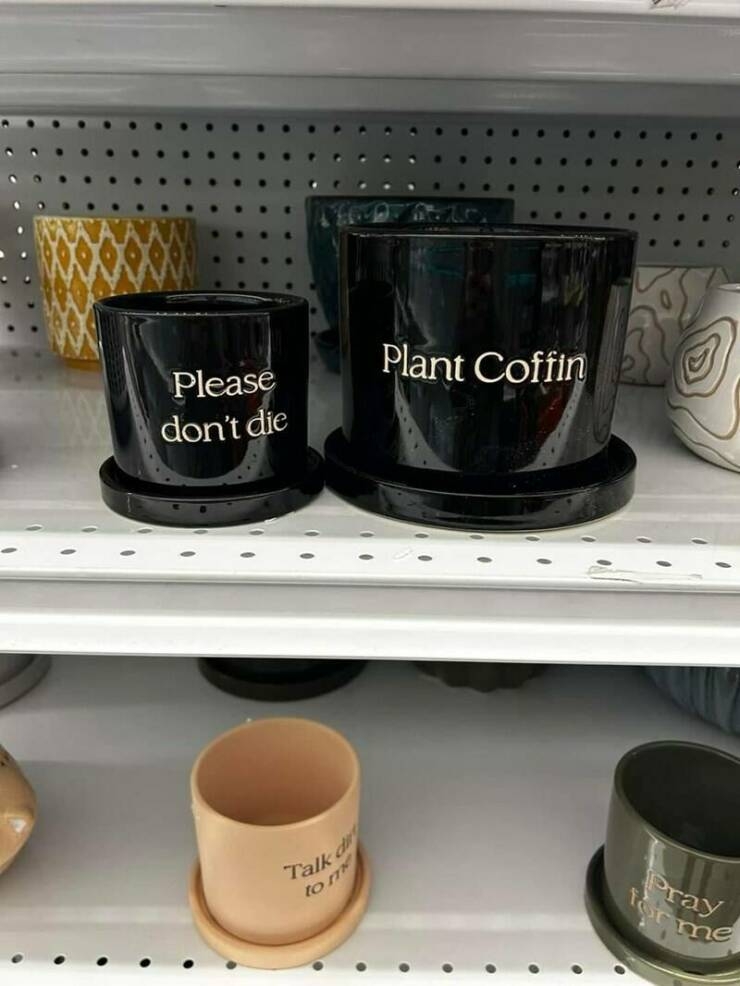 Please
don't die
Plant Coffin
Talk
to me
Pray
for me